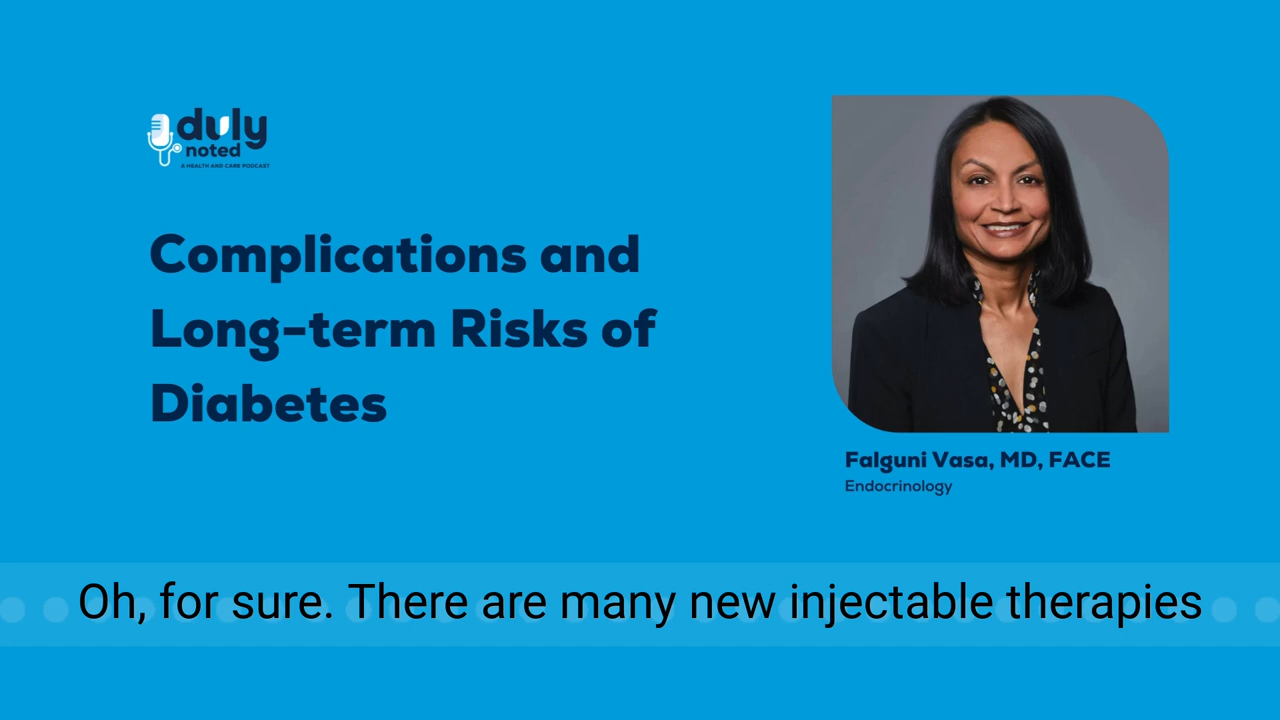 duly
noted
A HEALTH AND CARE PODCAST
Complications and
Long-term Risks of
Diabetes
Falguni Vasa, MD, FACE
Endocrinology
Oh, for sure. There are many new injectable therapies